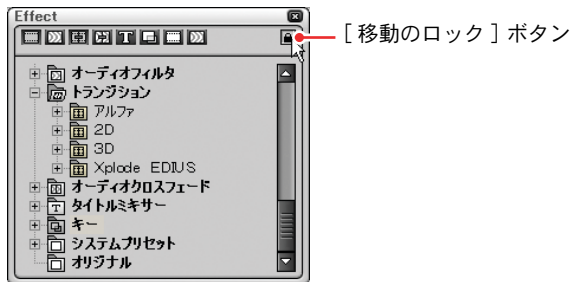 Effect
[移動のロック]ボタン
オーディオフィルタ
トランジション
アルファ
2D
3D
Xplode EDIUS
オーディオクロスフェード
タイトルミキサー
キー
システムプリセット
オリジナル